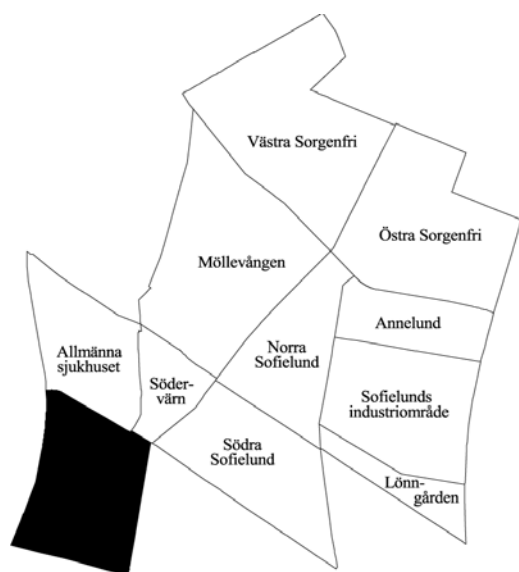 Västra Sorgenfri
Östra Sorgenfri
Möllevången
Annelund
Norra
Sofielund
Allmänna
sjukhuset
Söder-
värn
Sofielunds
industriområde
Södra
Sofielund
Lönn-
gården